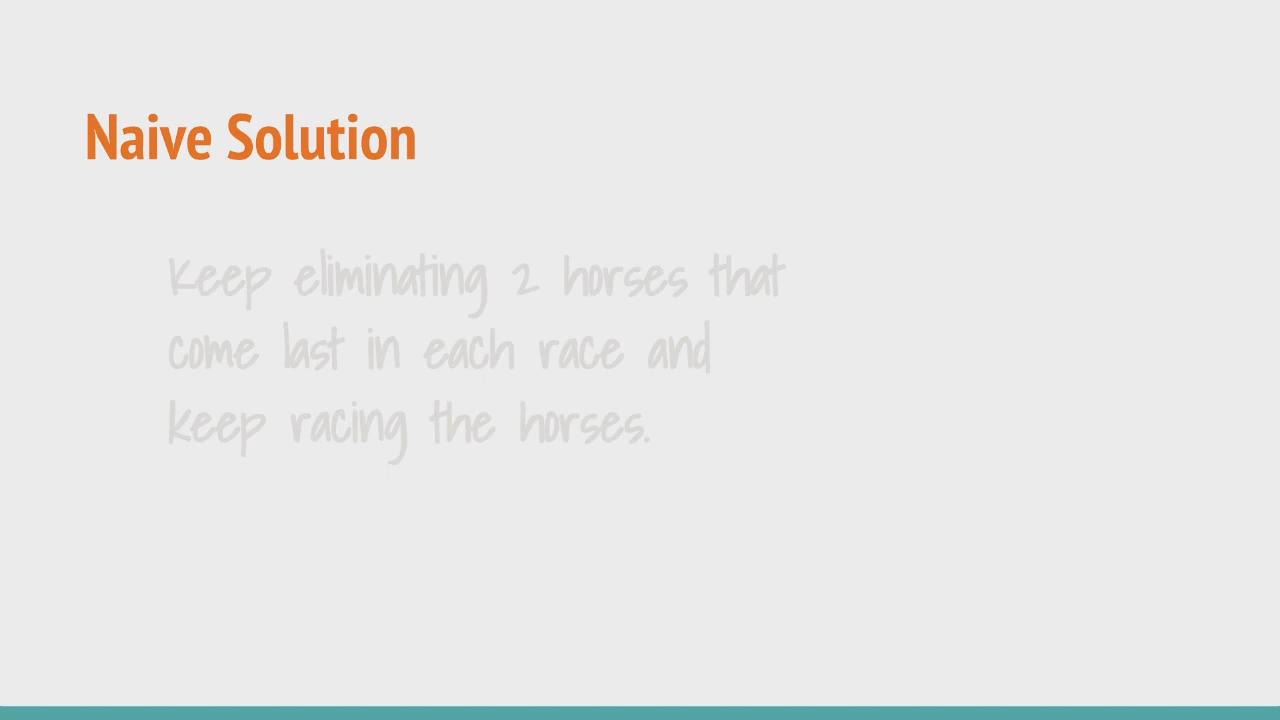 Naive Solution
Keep eliminating 2 horses that
come last in each race and
keep racing the horses.